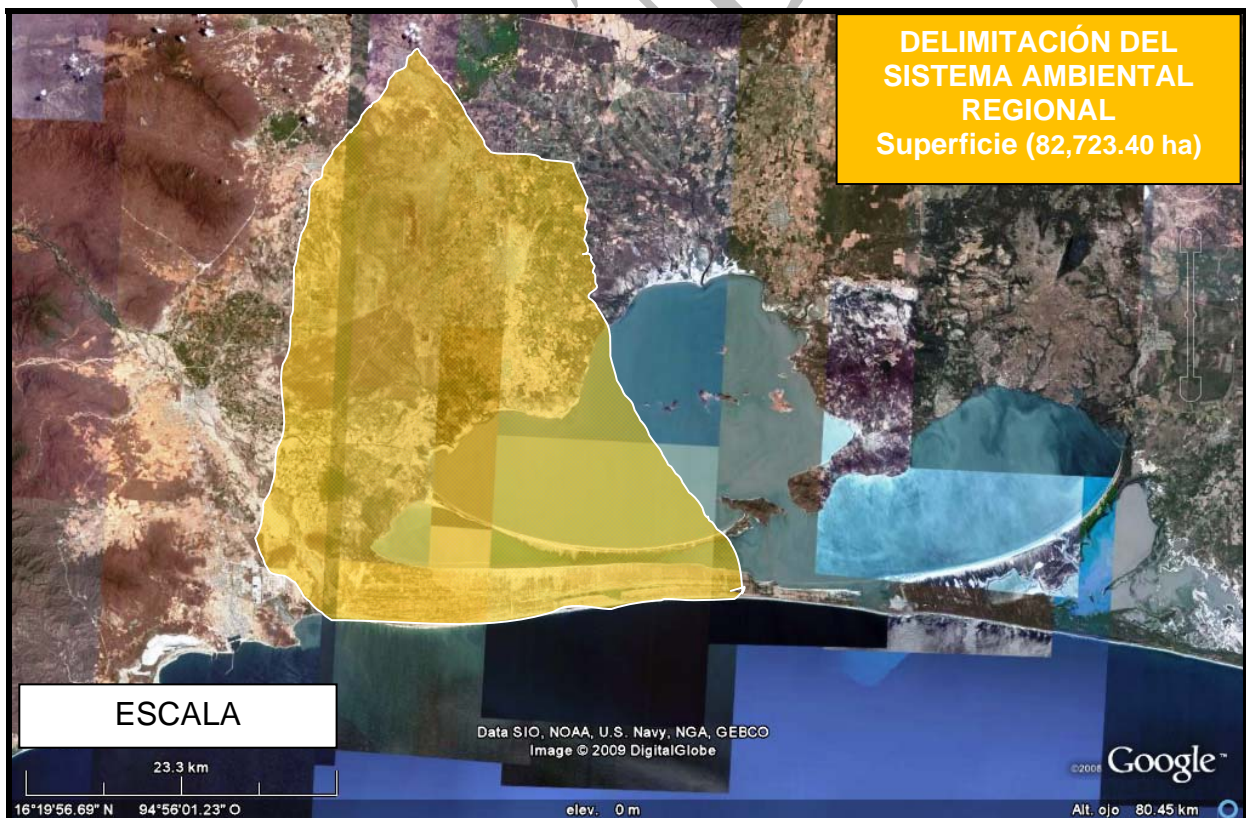 DELIMITACIÓN DEL
SISTEMA AMBIENTAL
REGIONAL
Superficie (82,723.40 ha)
ESCALA
23.3 km
Data SIO, NOAA, U.S. Navy, NGA, GEBCO
Image © 2009 DigitalGlobe
©2008 Google™
16°19'56.69" N 94°56'01.23" O
elev. 0 m
Alt. ojo 80.45 km